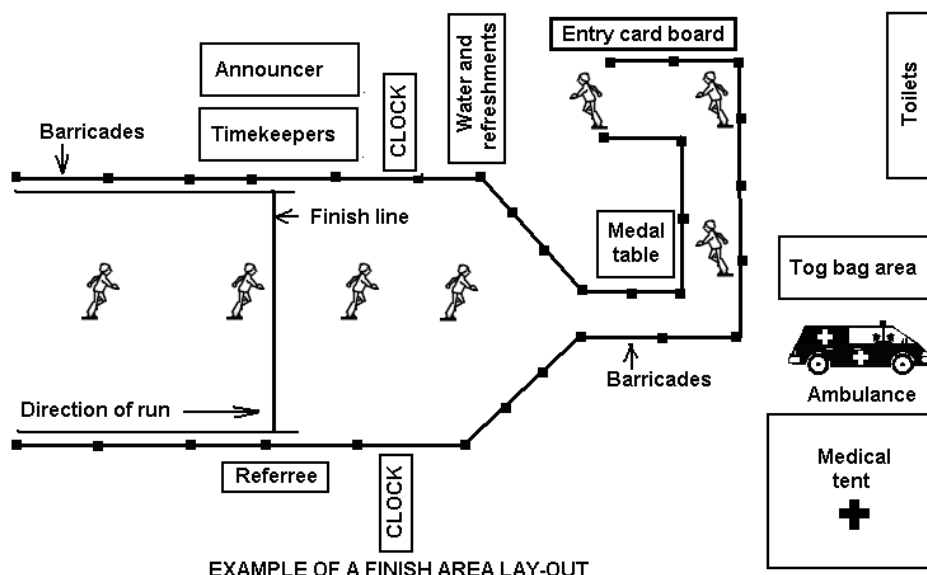 Entry card board
Announcer
CLOCK
Water and
refreshments
Toilets
Barricades
Timekeepers
Finish line
Medal
table
Tog bag area
Barricades
Ambulance
Direction of run
Referree
CLOCK
Medical
tent
EXAMPLE OF A FINISH AREA LAY-OUT